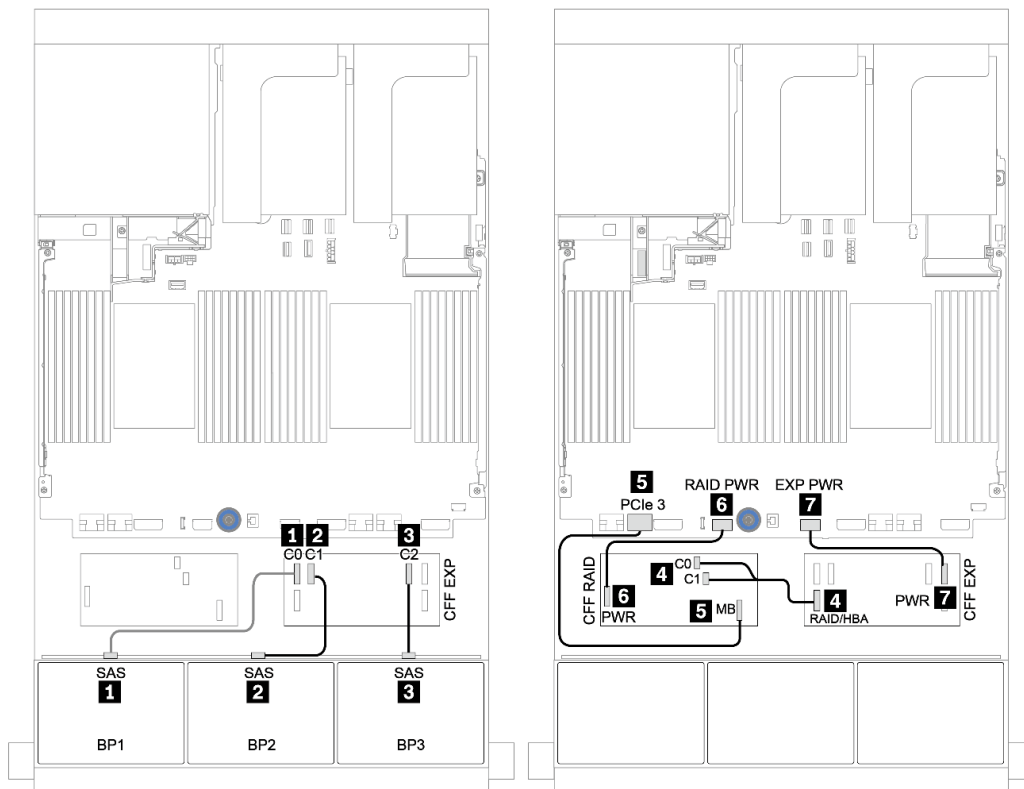 1 2 3
C0 C1 C2
CFF EXP
SAS SAS SAS
1 2 3
BP1 BP2 BP3
5 RAID PWR EXP PWR
PCIe 3 6 7
CFF RAID
4 C0
C1
6
PWR
5 MB
4
RAID/HBA
PWR 7
CFF EXP